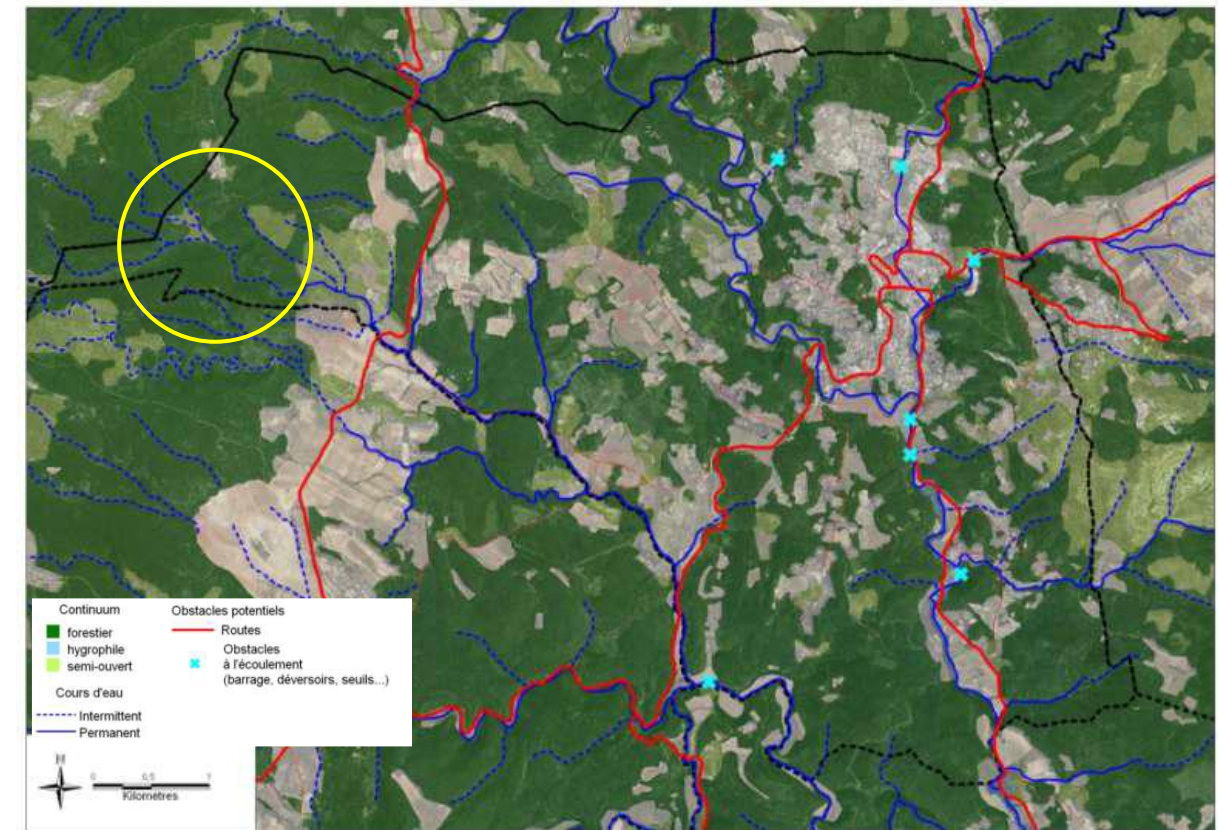 Continuum
forestier
hygrophile
semi-ouvert
Cours d'eau
Intermittent
Permanent
Obstacles potentiels
Routes
Obstacles
à l'écoulement
(barrage, déversoirs, seuils...)
N
0 0,5 1
Kilomètres